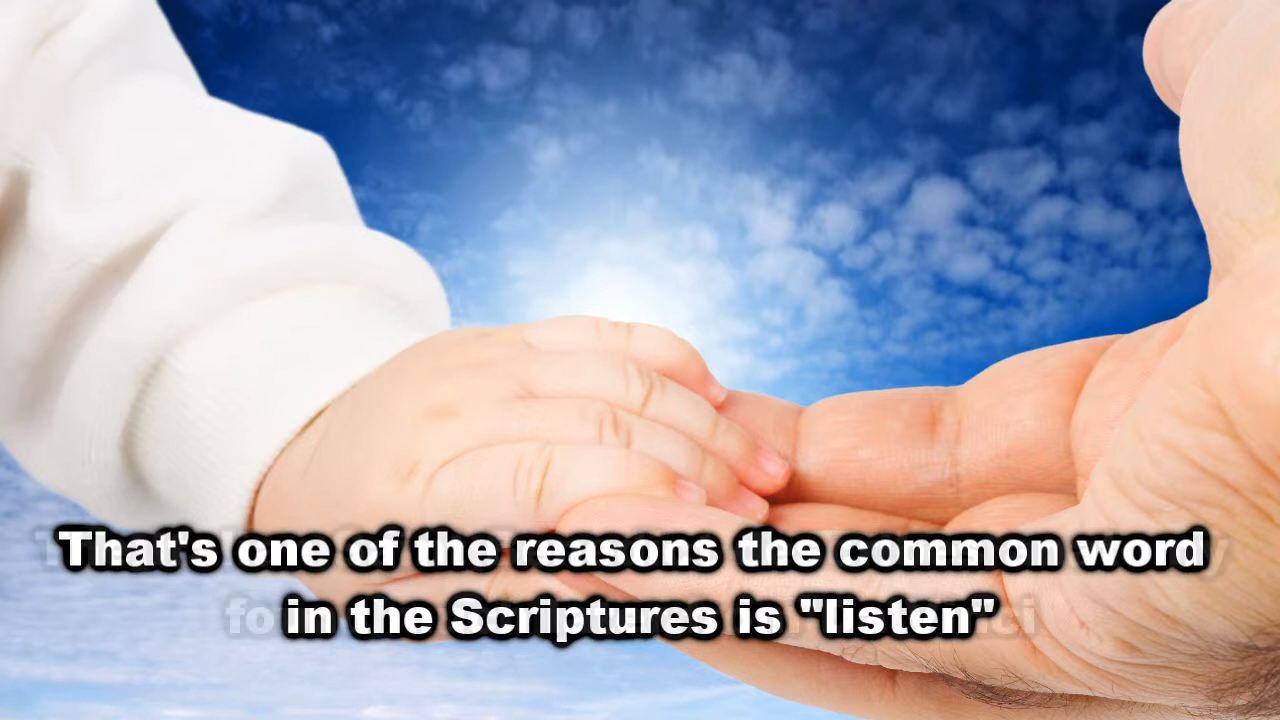 That's one of the reasons the common word
in the Scriptures is "listen"